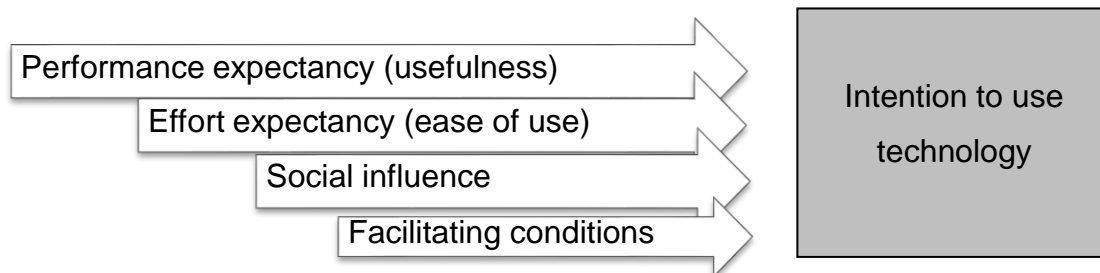 Performance expectancy (usefulness)
Effort expectancy (ease of use)
Social influence
Facilitating conditions
Intention to use
technology